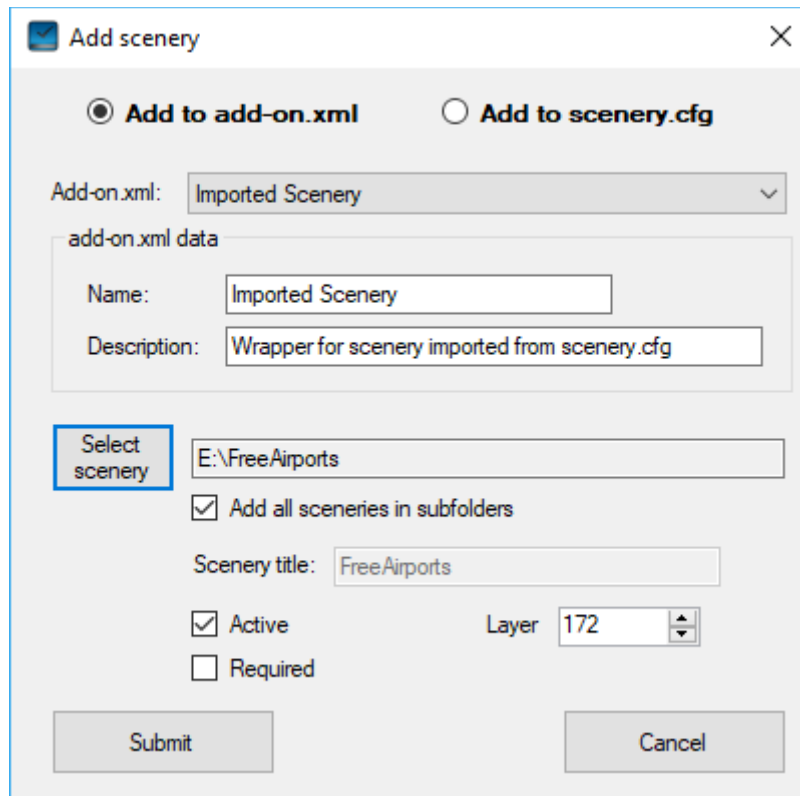 Add scenery
Add to add-on.xml
Add to scenery.cfg
Add-on.xml: Imported Scenery
add-on.xml data
Name: Imported Scenery
Description: Wrapper for scenery imported from scenery.cfg
Select
scenery
E:\FreeAirports
Add all sceneries in subfolders
Scenery title: FreeAirports
Active
Layer 172
Required
Submit
Cancel